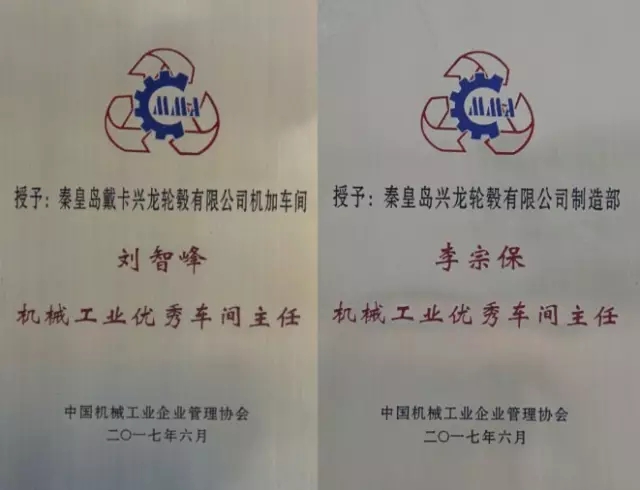 CMMA
授予：秦皇岛戴卡兴龙轮毂有限公司机加车间
刘智峰
机械工业优秀车间主任
中国机械工业企业管理协会
二〇一七年六月
CMMA
授予：秦皇岛兴龙轮毂有限公司制造部
李宗保
机械工业优秀车间主任
中国机械工业企业管理协会
二〇一七年六月